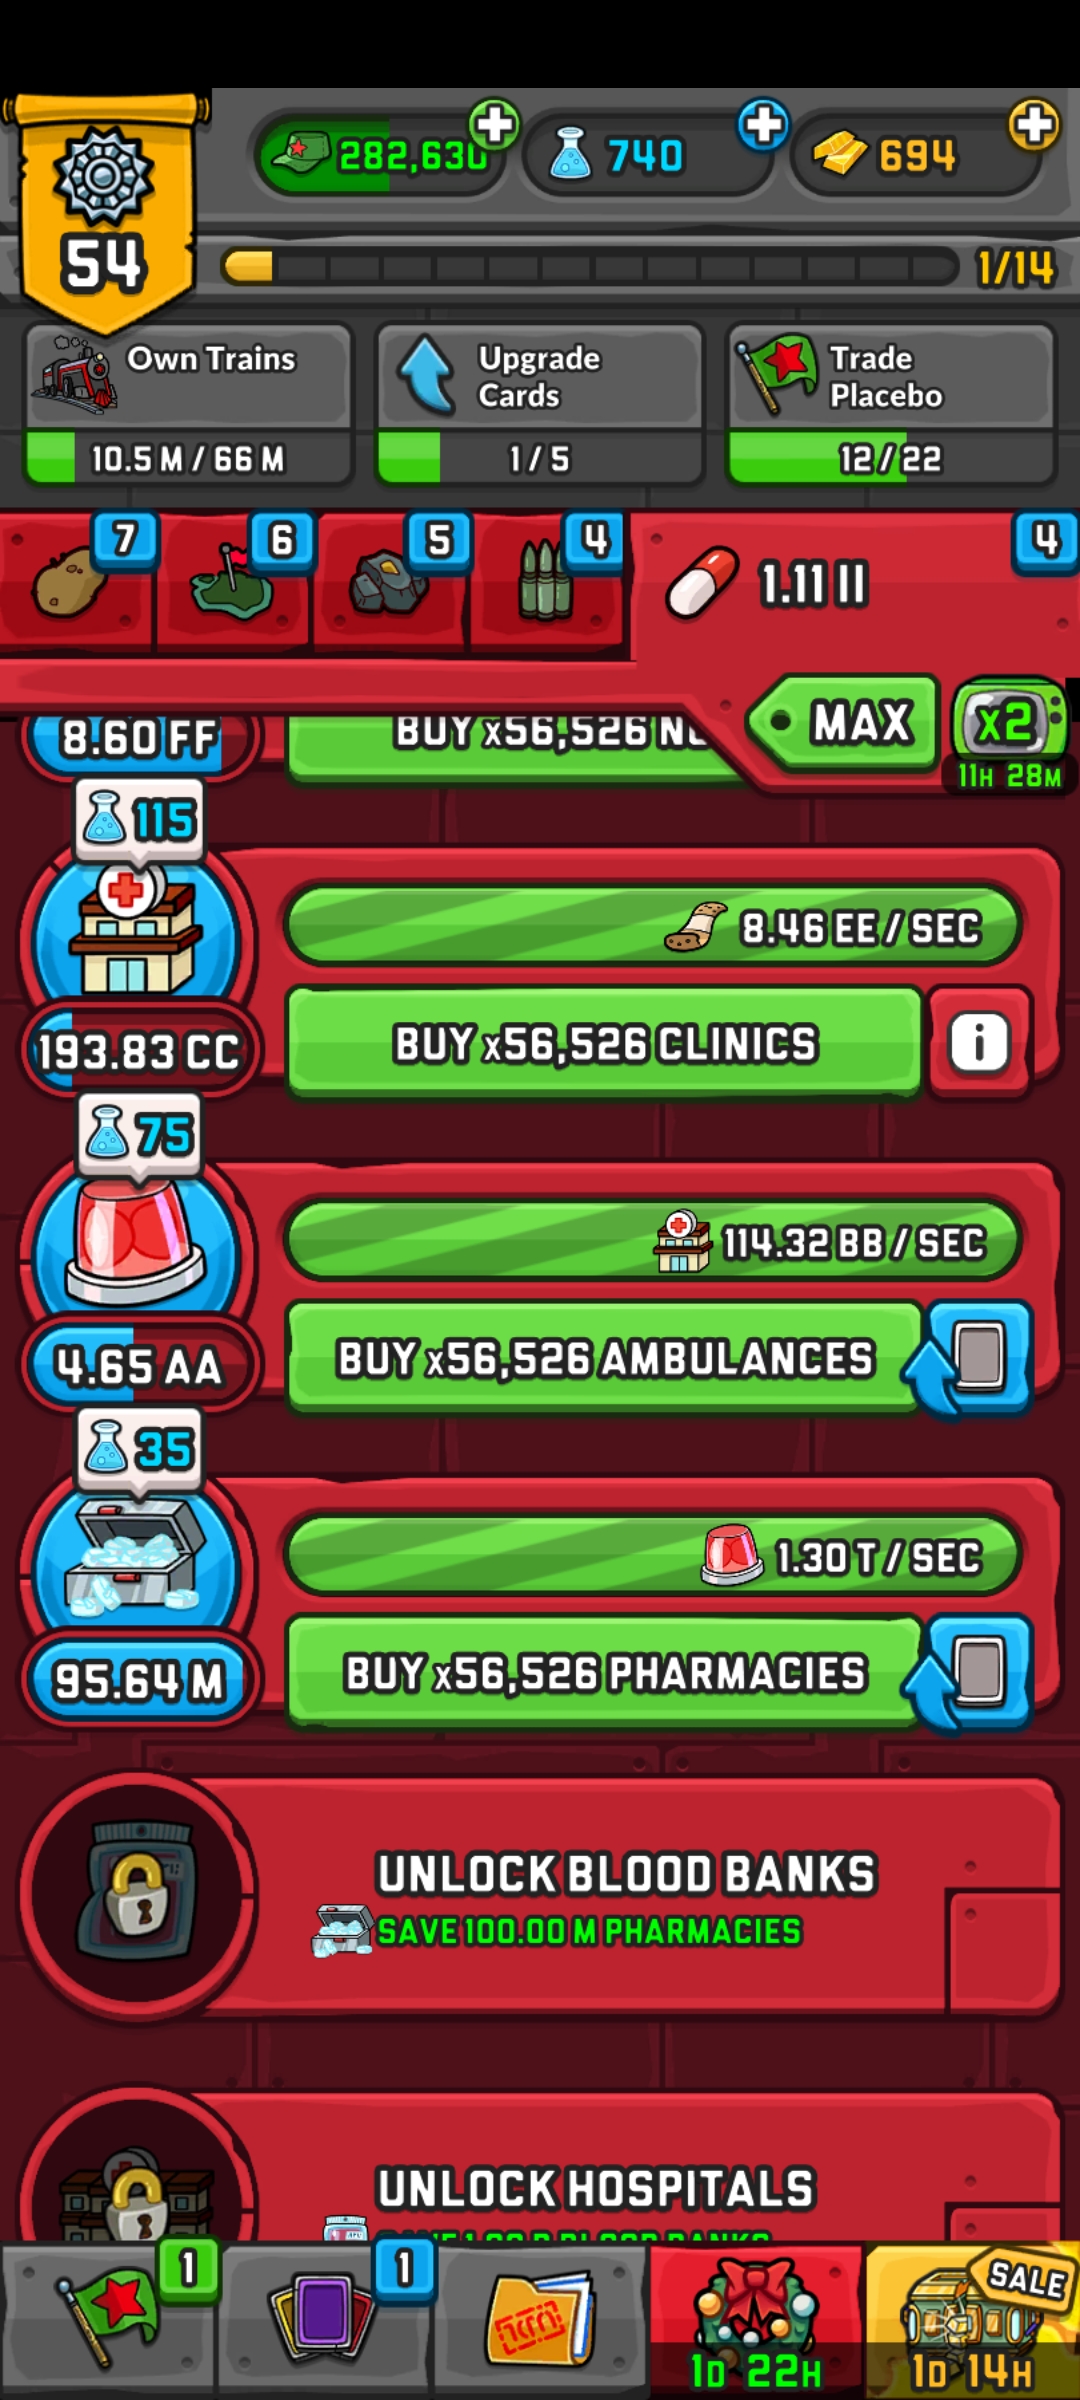 282,630
740
694
54
1/14
Own Trains
10.5 M / 66 M
Upgrade
Cards
1 / 5
Trade
Placebo
12 / 22
7
6
5
4
1.11 II
4
MAX
x2
11H 28M
8.60 FF
BUY x56,526
115
8.46 EE / SEC
193.83 CC
BUY x56,526 CLINICS
i
75
114.32 BB / SEC
4.65 AA
BUY x56,526 AMBULANCES
35
1.30 T / SEC
95.64 M
BUY x56,526 PHARMACIES
UNLOCK BLOOD BANKS
SAVE 100.00 M PHARMACIES
UNLOCK HOSPITALS
1
1
SALE
1D 22H
1D 14H